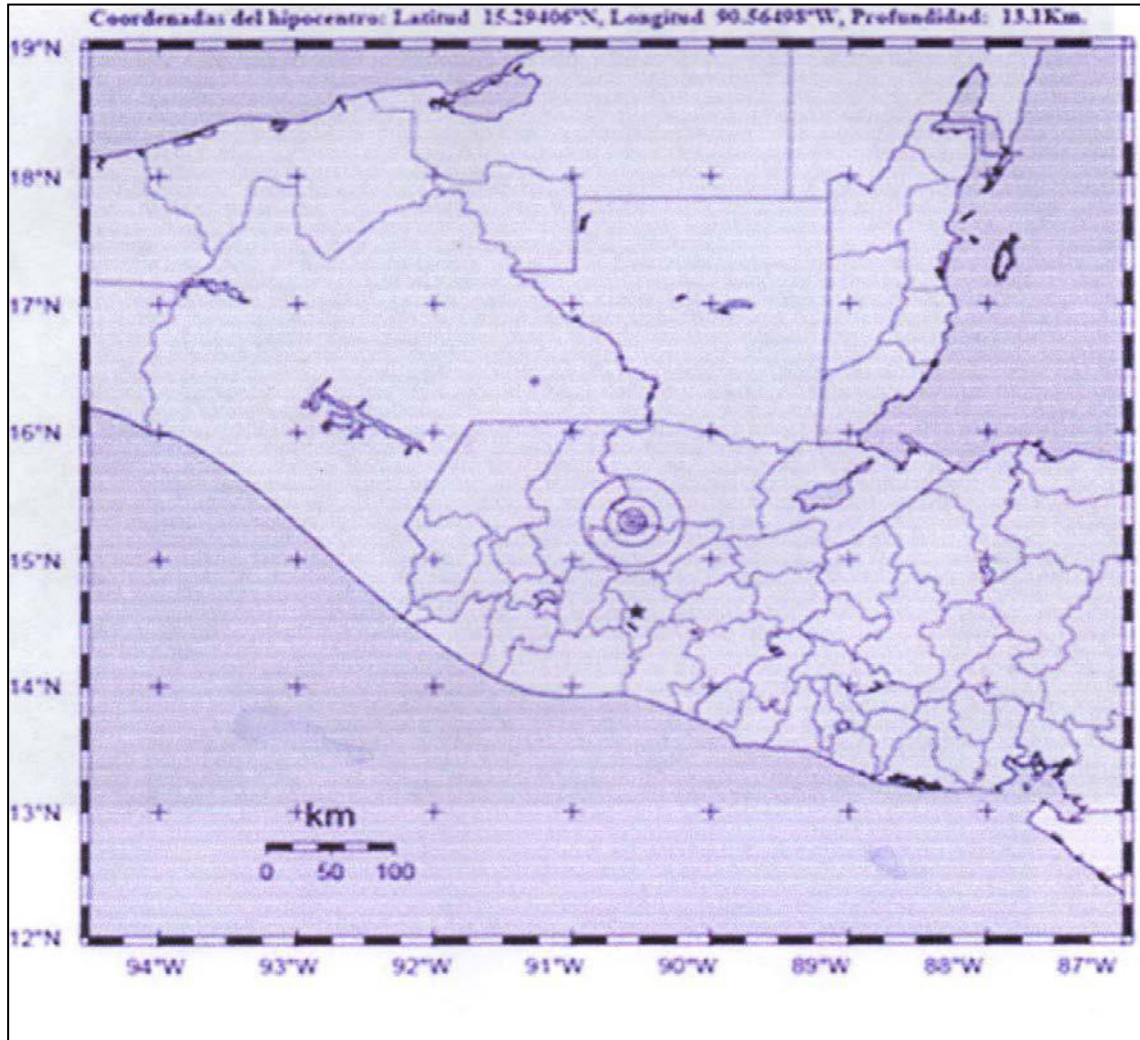 Coordenadas del hipocentro: Latitud 15.29406°N, Longitud 90.56498°W, Profundidad: 13.1Km.
19°N
18°N
17°N
16°N
15°N
14°N
13°N
12°N
km
0 50 100
94°W 93°W 92°W 91°W 90°W 89°W 88°W 87°W